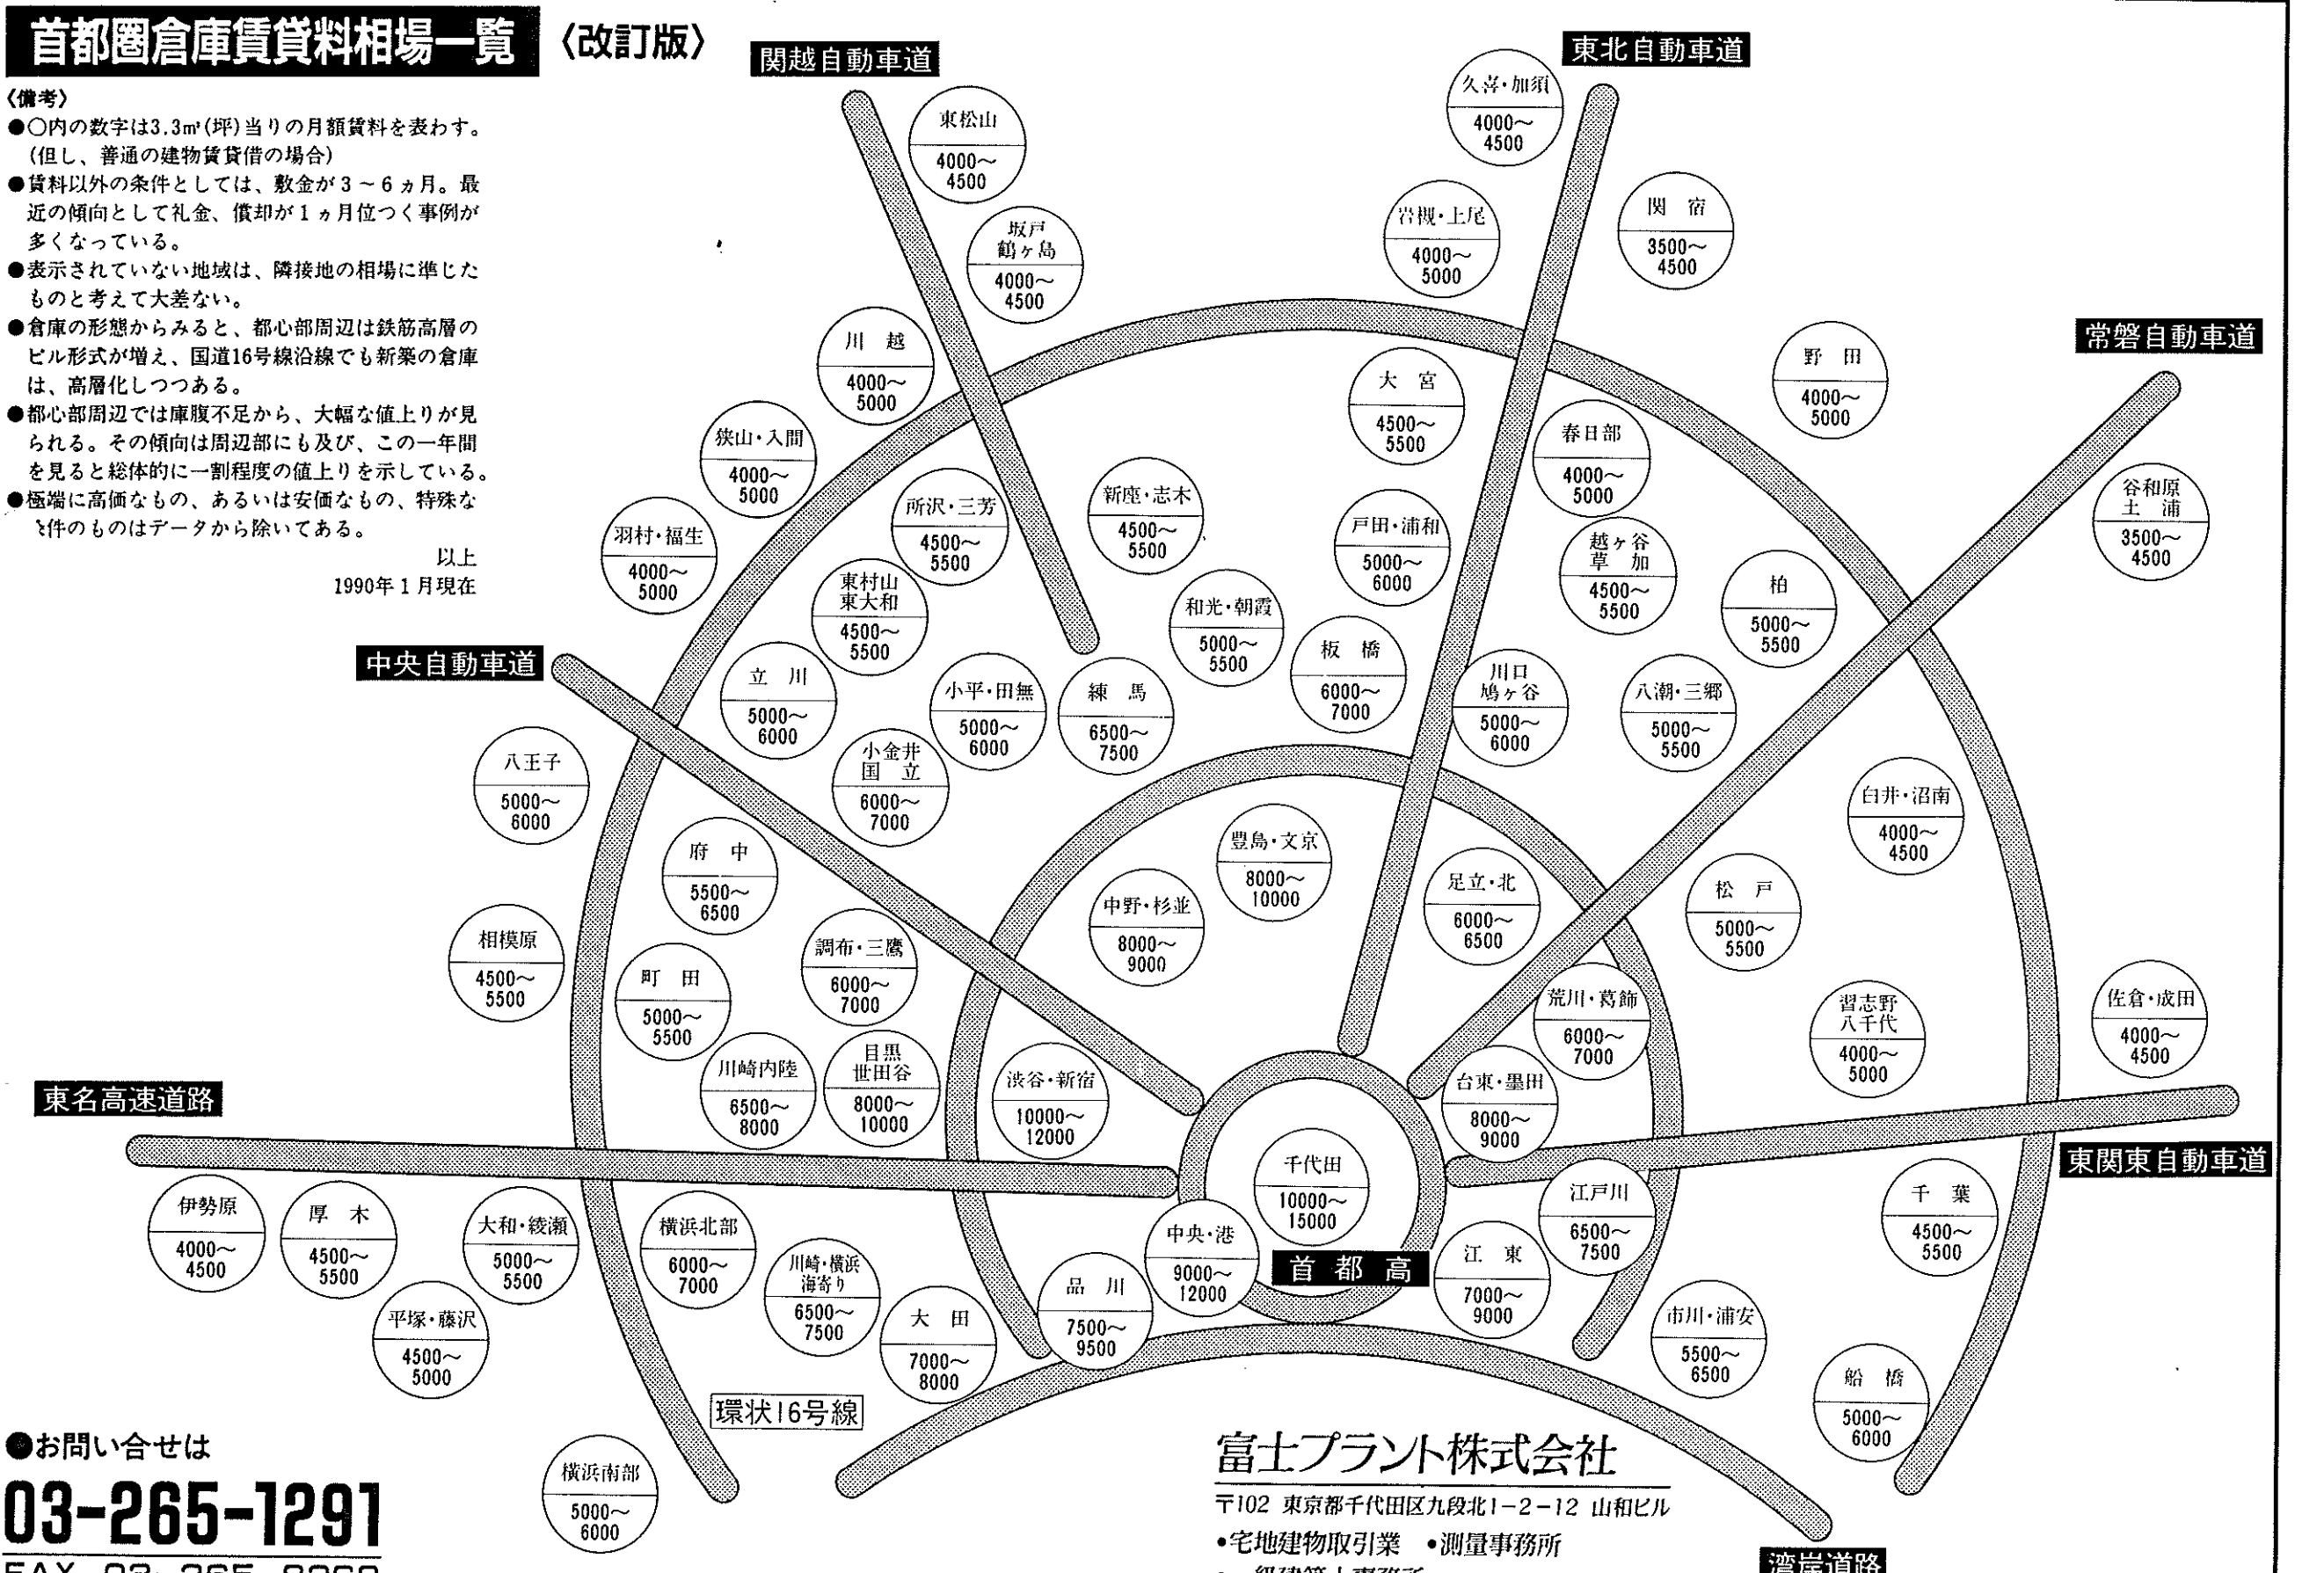 首都圏倉庫賃貸料相場一覧 〈改訂版〉
〈備考〉
●○内の数字は3.3㎡(坪)当りの月額賃料を表わす。
(但し、普通の建物賃貸借の場合)
●賃料以外の条件としては、敷金が3～6ヵ月。最
近の傾向として礼金、償却が1ヵ月位つく事例が
多くなっている。
●表示されていない地域は、隣接地の相場に準じた
ものと考えて大差ない。
●倉庫の形態からみると、都心部周辺は鉄筋高層の
ビル形式が増え、国道16号線沿線でも新築の倉庫
は、高層化しつつある。
●都心部周辺では庫腹不足から、大幅な値上りが見
られる。その傾向は周辺部にも及び、この一年間
を見ると総体的に一割程度の値上りを示している。
●極端に高価なもの、あるいは安価なもの、特殊な
件のものはデータから除いてある。
以上
1990年1月現在
関越自動車道
東北自動車道
常磐自動車道
中央自動車道
東名高速道路
東関東自動車道
首都高
環状16号線
湾岸道路
東松山
4000～
4500
坂戸
鶴ヶ島
4000～
4500
川越
4000～
5000
狭山・入間
4000～
5000
羽村・福生
4000～
5000
所沢・三芳
4500～
5500
東村山
東大和
4500～
5500
新座・志木
4500～
5500
和光・朝霞
5000～
5500
立川
5000～
6000
小平・田無
5000～
6000
練馬
6500～
7500
小金井
国立
6000～
7000
久喜・加須
4000～
4500
岩槻・上尾
4000～
5000
関宿
3500～
4500
大宮
4500～
5500
春日部
4000～
5000
野田
4000～
5000
戸田・浦和
5000～
6000
越ヶ谷
草加
4500～
5500
柏
5000～
5500
谷和原
土浦
3500～
4500
板橋
6000～
7000
川口
鳩ヶ谷
5000～
6000
八潮・三郷
5000～
5500
白井・沼南
4000～
4500
松戸
5000～
5500
八王子
5000～
6000
府中
5500～
6500
相模原
4500～
5500
町田
5000～
5500
調布・三鷹
6000～
7000
川崎内陸
6500～
8000
目黒
世田谷
8000～
10000
渋谷・新宿
10000～
12000
中野・杉並
8000～
9000
豊島・文京
8000～
10000
足立・北
6000～
6500
荒川・葛飾
6000～
7000
台東・墨田
8000～
9000
習志野
八千代
4000～
5000
佐倉・成田
4000～
4500
千代田
10000～
15000
中央・港
9000～
12000
江戸川
6500～
7500
江東
7000～
9000
千葉
4500～
5500
市川・浦安
5500～
6500
船橋
5000～
6000
伊勢原
4000～
4500
厚木
4500～
5500
大和・綾瀬
5000～
5500
平塚・藤沢
4500～
5000
横浜北部
6000～
7000
川崎・横浜
海寄り
6500～
7500
大田
7000～
8000
品川
7500～
9500
横浜南部
5000～
6000
●お問い合せは
03-265-1291
富士プラント株式会社
〒102 東京都千代田区九段北1-2-12 山和ビル
•宅地建物取引業 •測量事務所